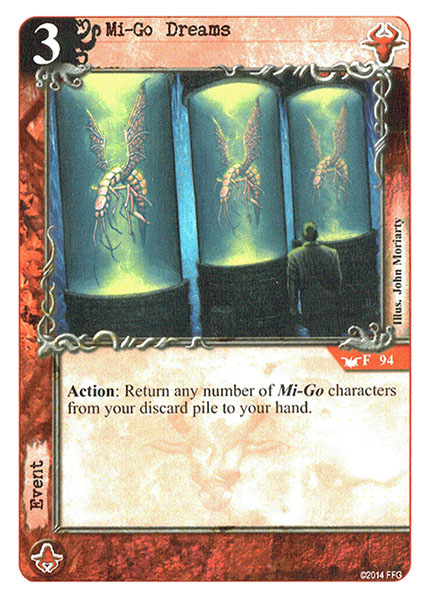 3
Mi-Go Dreams
Illus. John Moriarty
F 94
Action: Return any number of Mi-Go characters
from your discard pile to your hand.
Event
©2014 FFG